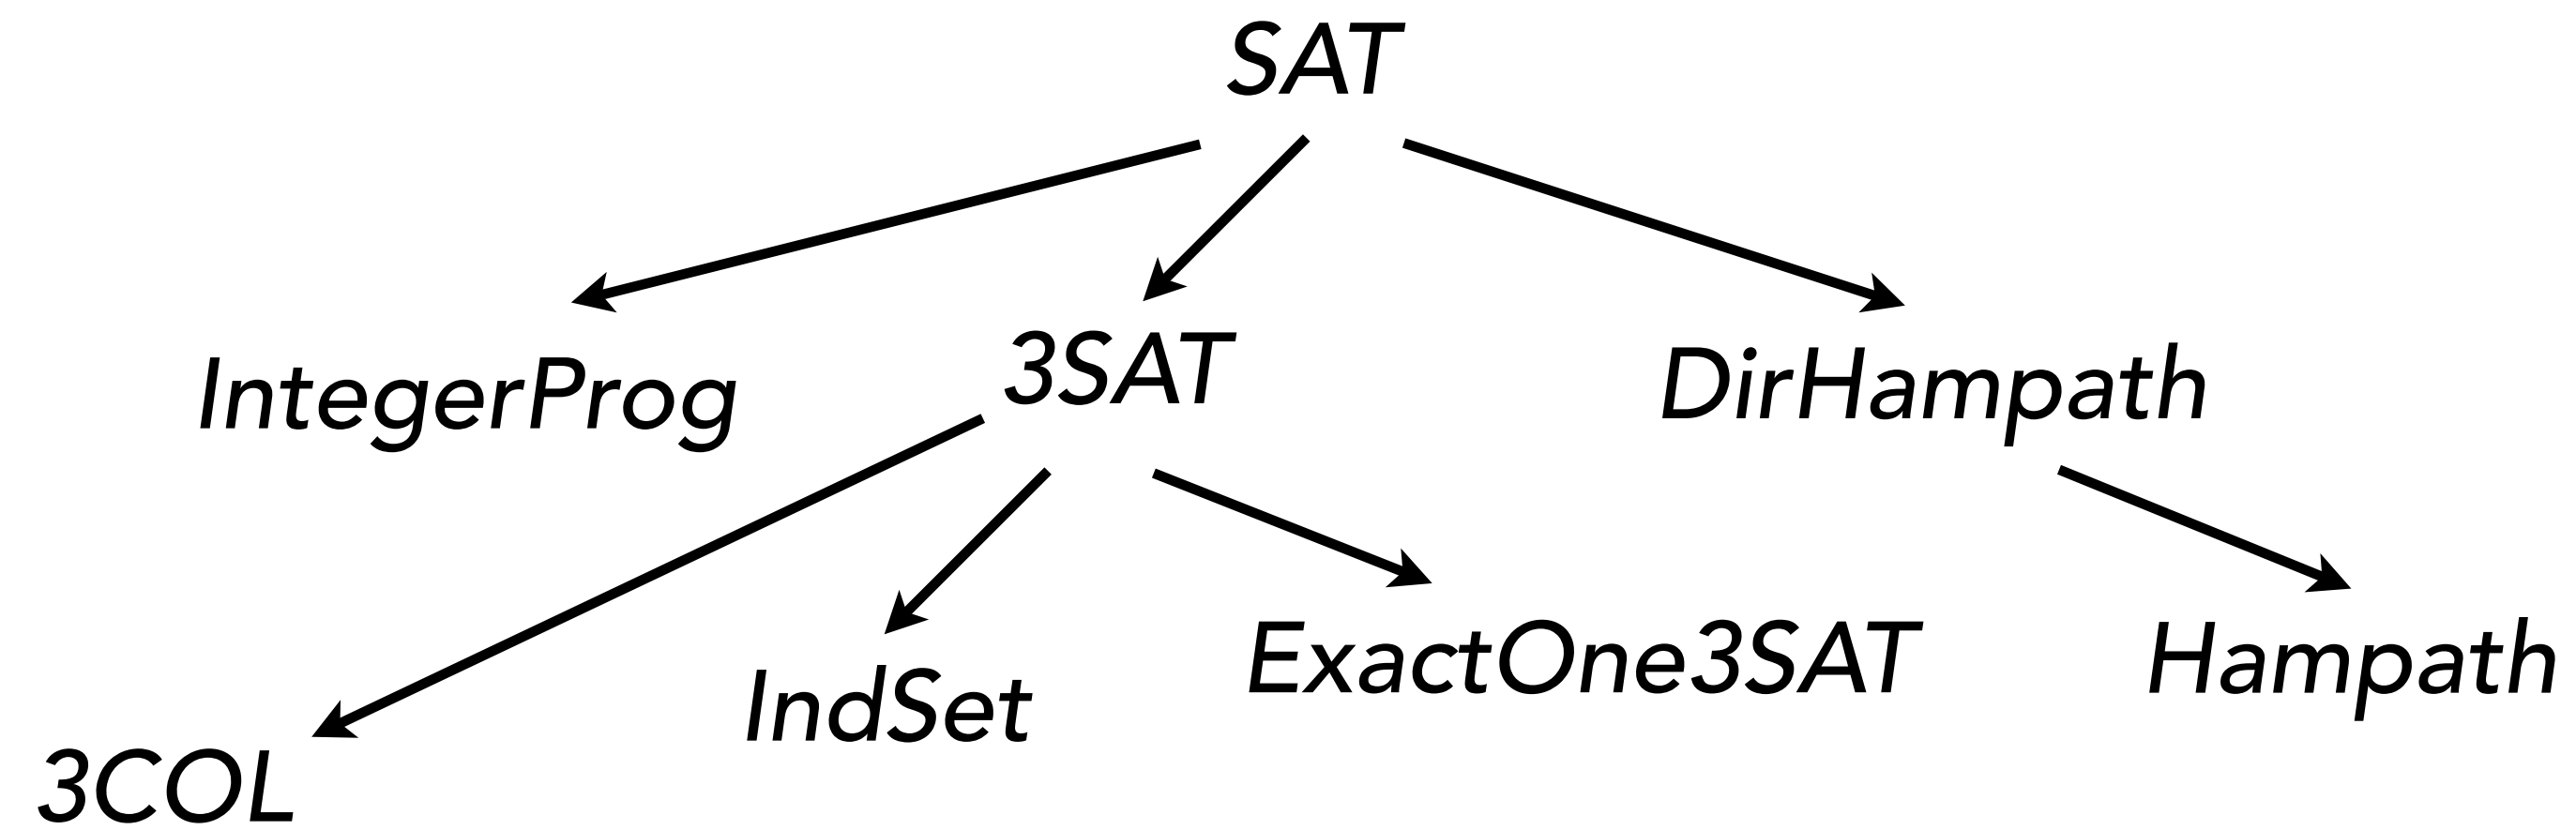 SAT
IntegerProg
3SAT
DirHampath
3COL
IndSet
ExactOne3SAT
Hampath